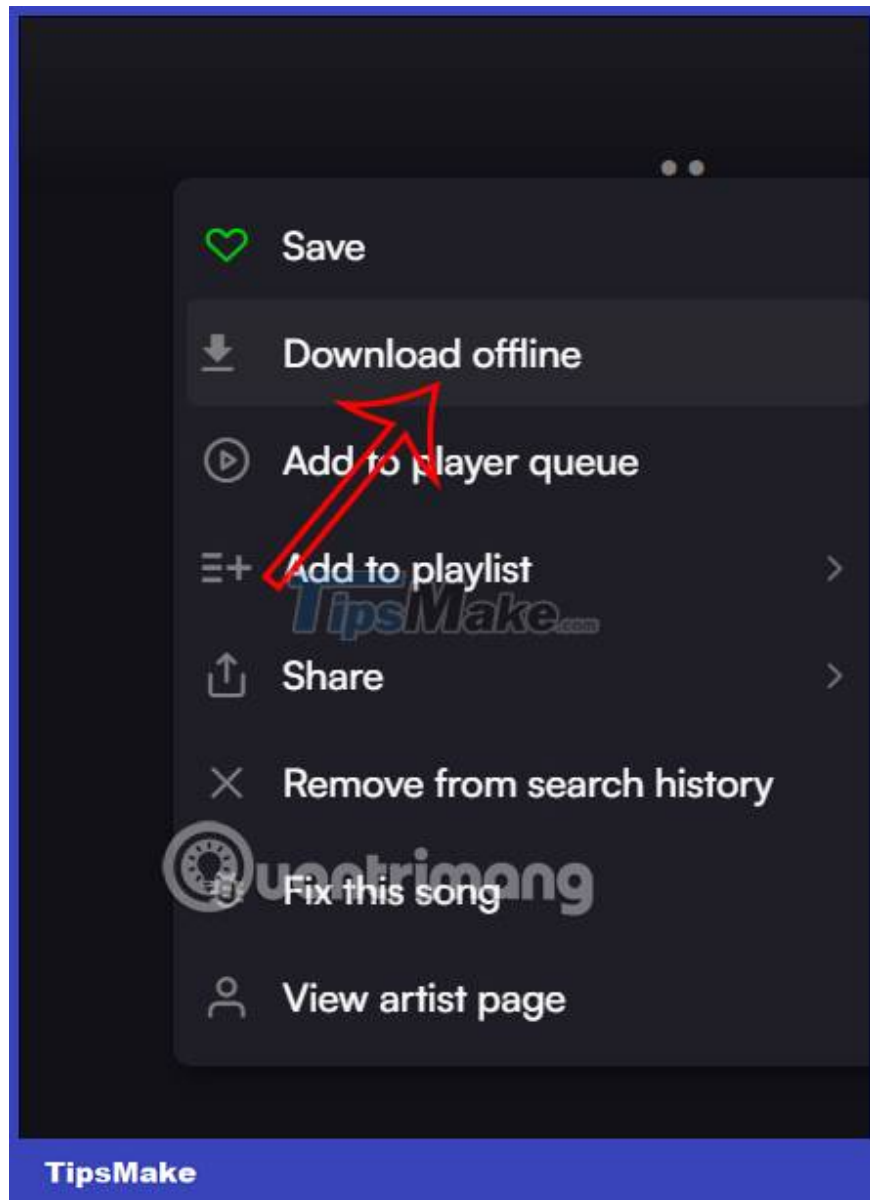 Save
Download offline
Add to player queue
Add to playlist
TipsMake.com
Share
Remove from search history
Quantrimang
Fix this song
View artist page
TipsMake